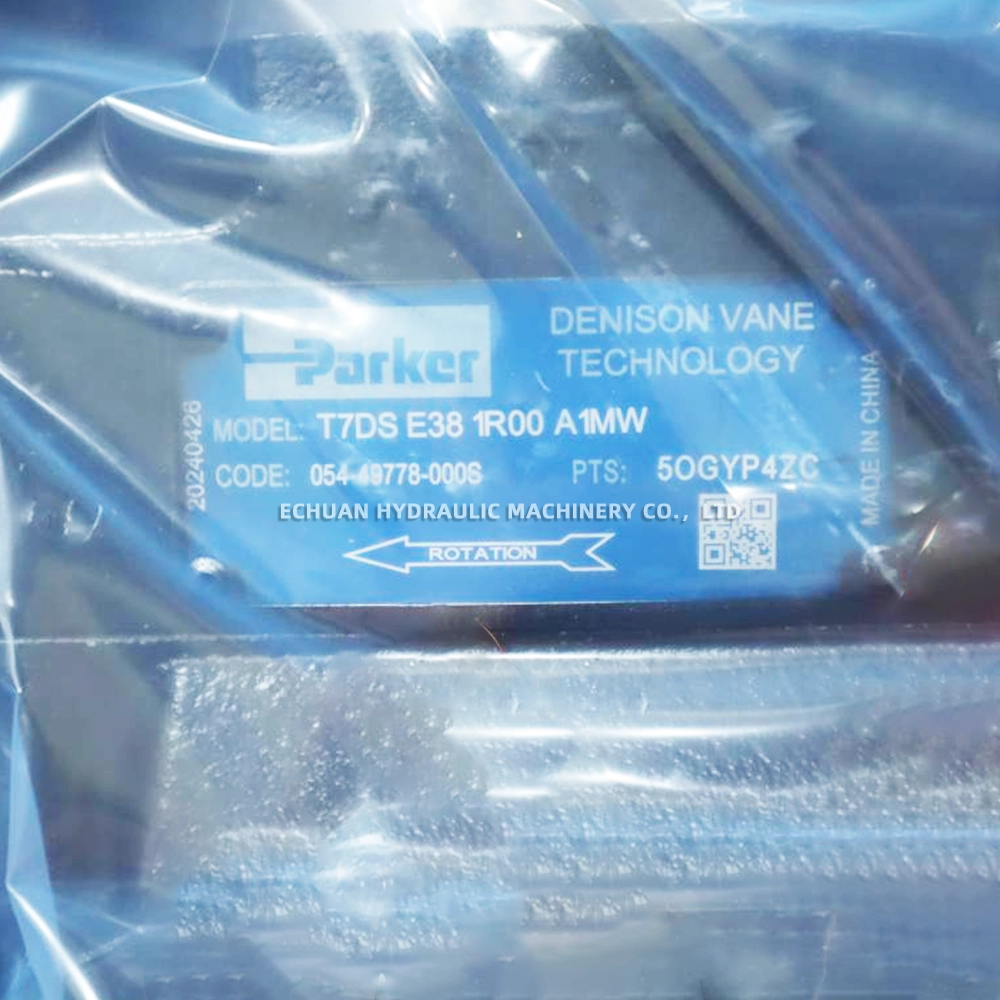 Parker
DENISON VANE
TECHNOLOGY
MODEL: T7DS E38 1R00 A1MW
CODE: 054-49778-000S
PTS: 5OGYP4ZC
ECHUAN HYDRAULIC MACHINERY CO., LTD
ROTATION
20240426
MADE IN CHINA